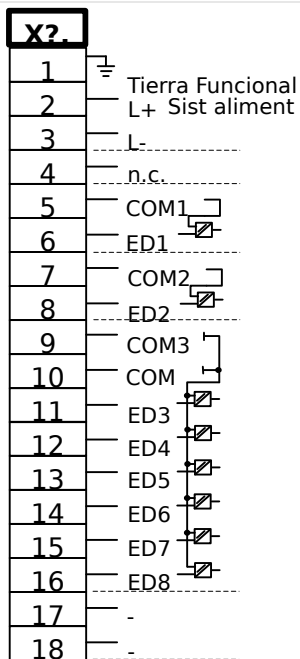 X?.
1
Tierra Funcional
2 L+ Sist aliment
3 L-
4 n.c.
5 COM1
6 ED1
7 COM2
8 ED2
9 COM3
10 COM
11 ED3
12 ED4
13 ED5
14 ED6
15 ED7
16 ED8
17 -
18 -